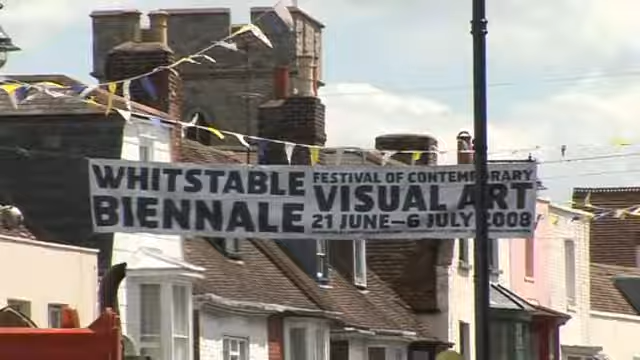 WHITSTABLE
BIENNALE
FESTIVAL OF CONTEMPORARY
VISUAL ART
21 JUNE–6 JULY 2008